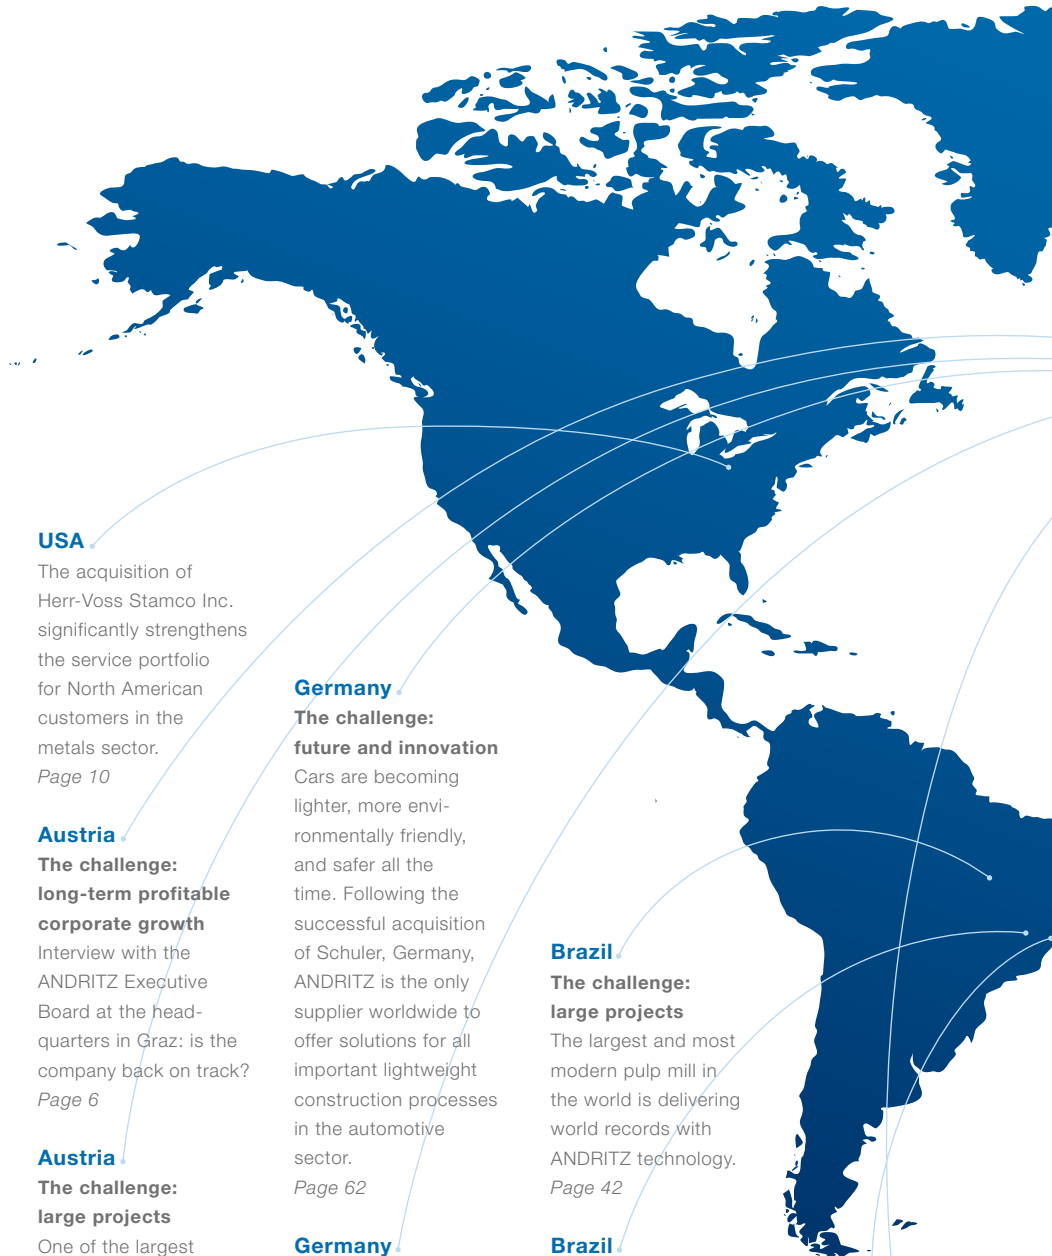 USA
The acquisition of
Herr-Voss Stamco Inc.
significantly strengthens
the service portfolio
for North American
customers in the
metals sector.
Page 10
Austria
The challenge:
long-term profitable
corporate growth
Interview with the
ANDRITZ Executive
Board at the head-
quarters in Graz: is the
company back on track?
Page 6
Austria
The challenge:
large projects
One of the largest
Germany
The challenge:
future and innovation
Cars are becoming
lighter, more envi-
ronmentally friendly,
and safer all the
time. Following the
successful acquisition
of Schuler, Germany,
ANDRITZ is the only
supplier worldwide to
offer solutions for all
important lightweight
construction processes
in the automotive
sector.
Page 62
Germany
Brazil
The challenge:
large projects
The largest and most
modern pulp mill in
the world is delivering
world records with
ANDRITZ technology.
Page 42
Brazil